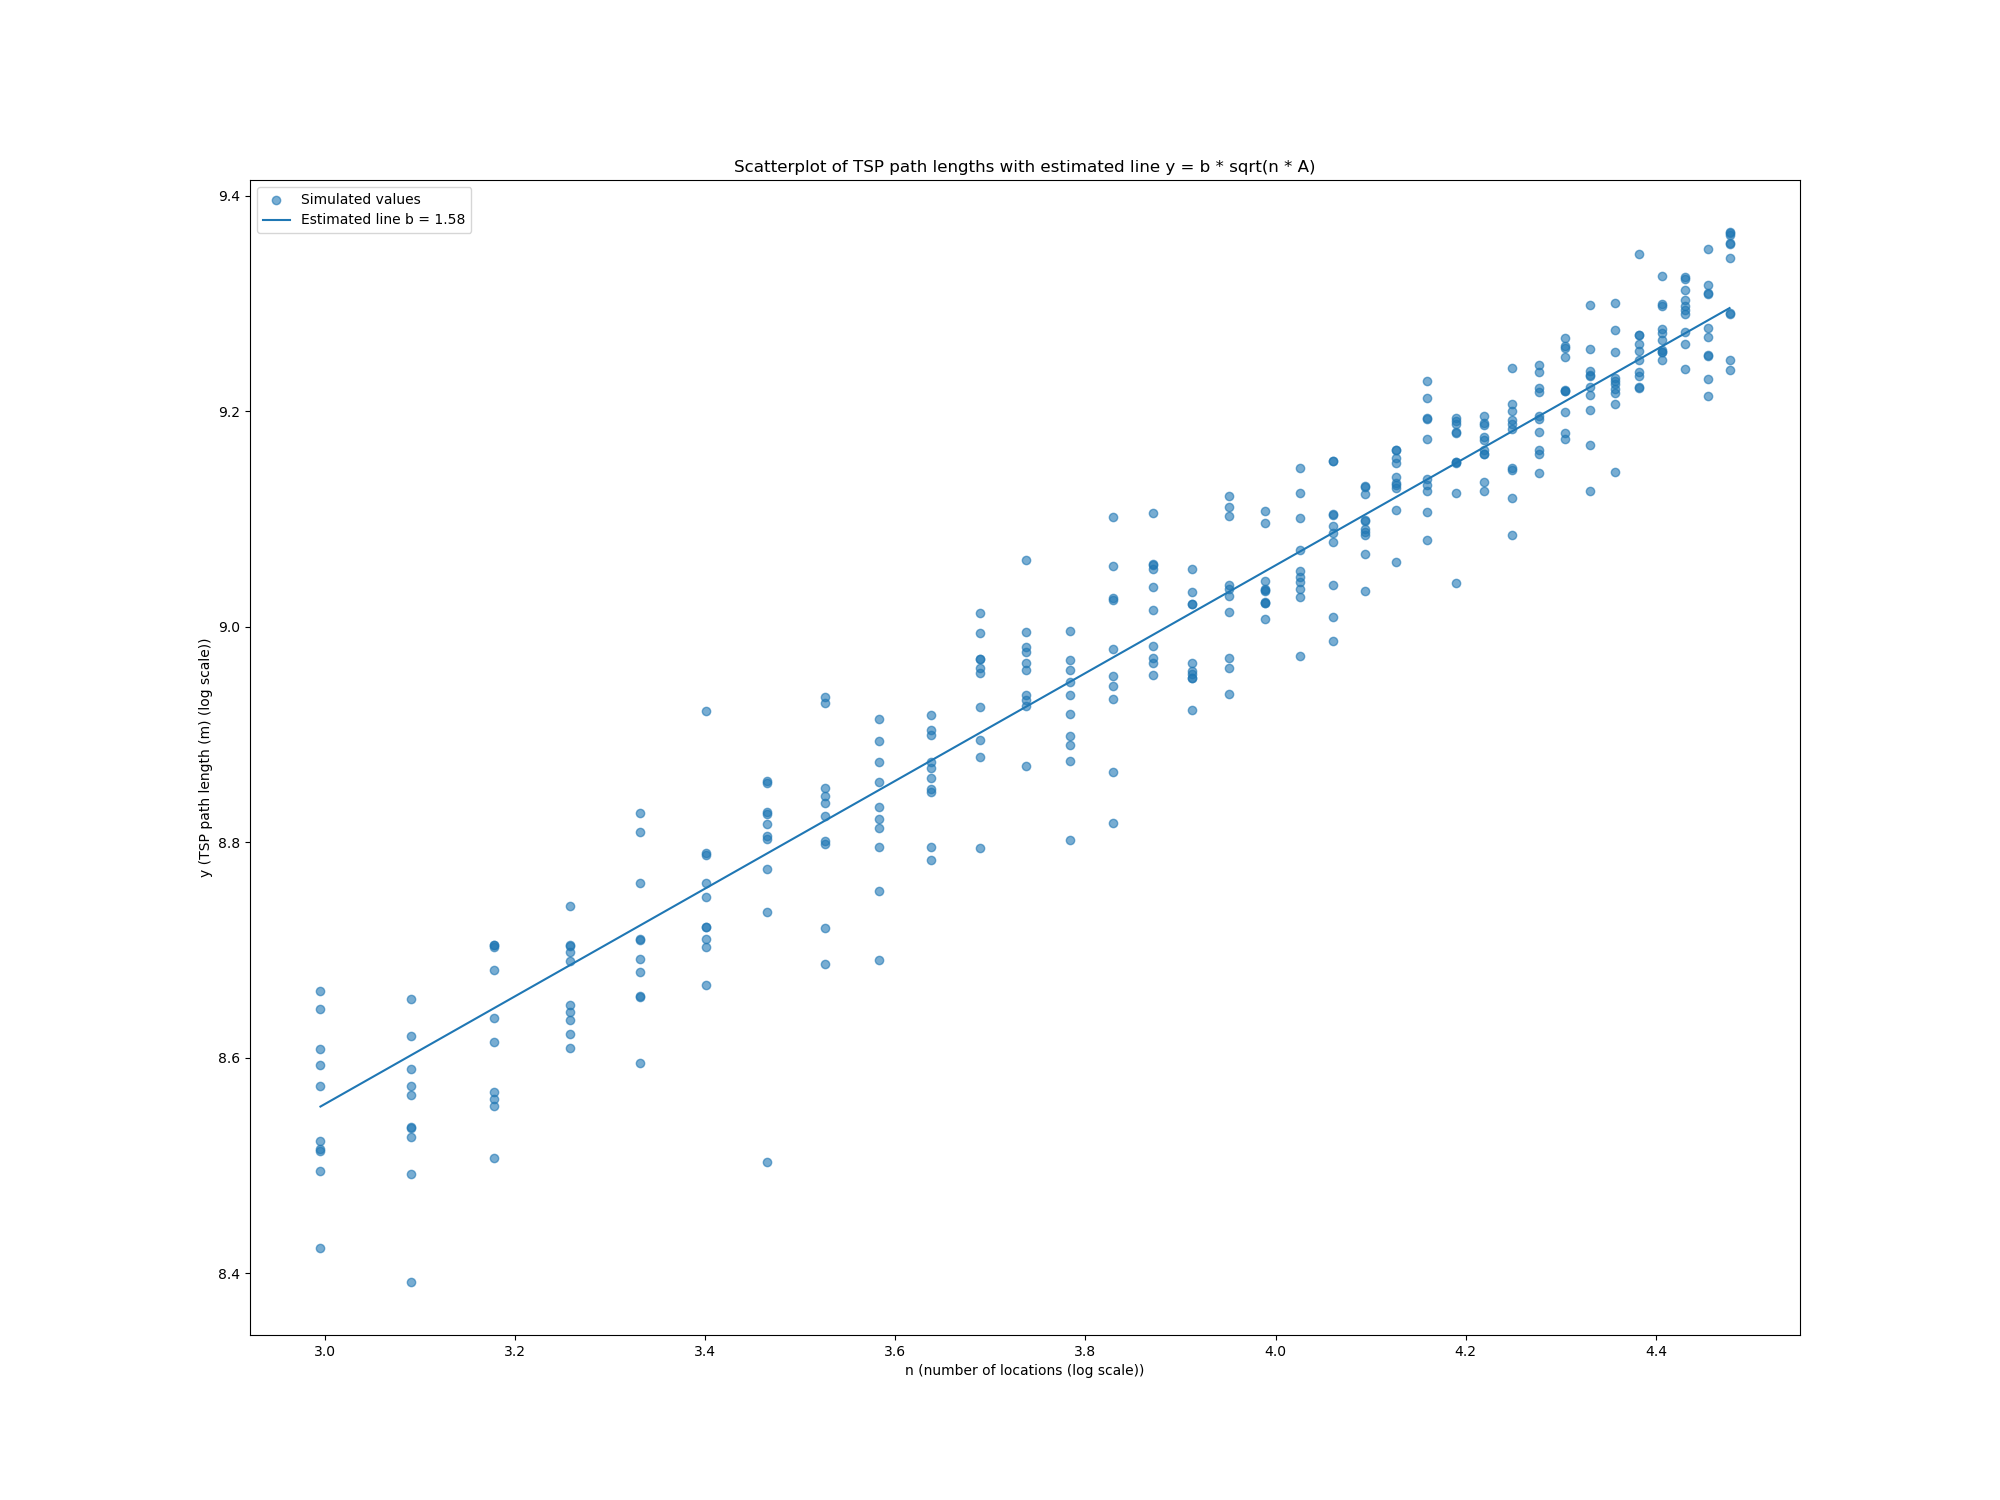 Scatterplot of TSP path lengths with estimated line y = b * sqrt(n * A)
Simulated values
Estimated line b = 1.58
y (TSP path length (m) (log scale))
9.4
9.2
9.0
8.8
8.6
8.4
3.0 3.2 3.4 3.6 3.8 4.0 4.2 4.4
n (number of locations (log scale))